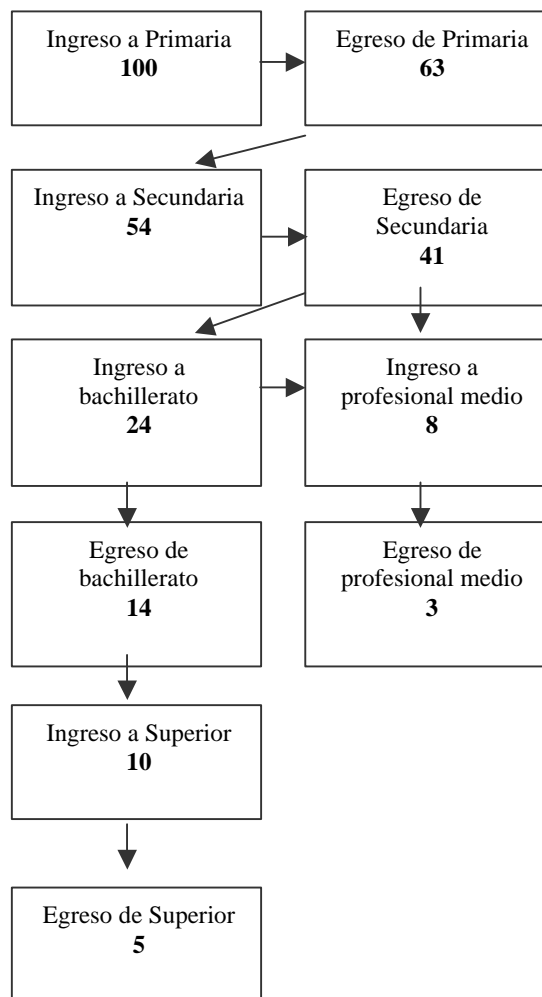 Ingreso a Primaria
100
Egreso de Primaria
63
Ingreso a Secundaria
54
Egreso de
Secundaria
41
Ingreso a
bachillerato
24
Ingreso a
profesional medio
8
Egreso de
bachillerato
14
Egreso de
profesional medio
3
Ingreso a Superior
10
Egreso de Superior
5